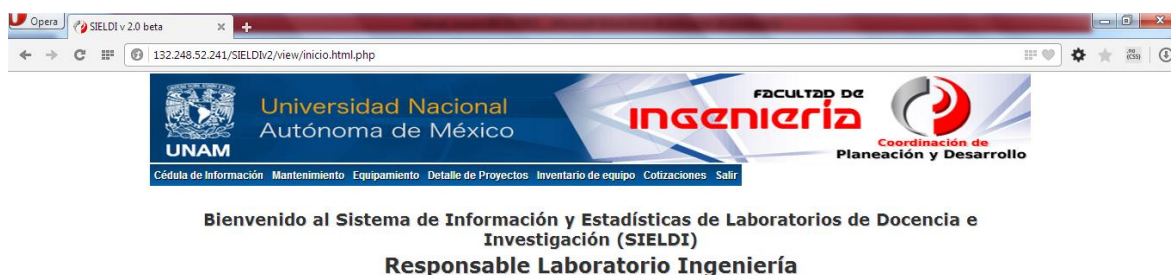 Opera
SIELDI v 2.0 beta
132.248.52.241/SIELDIv2/view/inicio.html.php
Universidad Nacional
Autónoma de México
UNAM
FACULTAD DE
INGENIERÍA
Coordinación de
Planeación y Desarrollo
Cédula de Información Mantenimiento Equipamiento Detalle de Proyectos Inventario de equipo Cotizaciones Salir
Bienvenido al Sistema de Información y Estadísticas de Laboratorios de Docencia e
Investigación (SIELDI)
Responsable Laboratorio Ingeniería